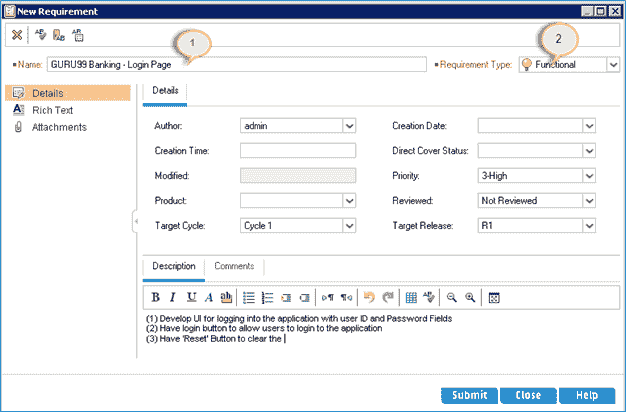 New Requirement
1
2
Name: GURU99 Banking - Login Page Requirement Type: Functional
Details
Rich Text
Attachments
Details
Author: admin Creation Date:
Creation Time: Direct Cover Status:
Modified: Priority: 3-High
Product: Reviewed: Not Reviewed
Target Cycle: Cycle 1 Target Release: R1
Description Comments
B I U A ab
(1) Develop UI for logging into the application with user ID and Password Fields
(2) Have login button to allow users to login to the application
(3) Have 'Reset' Button to clear the
Submit Close Help